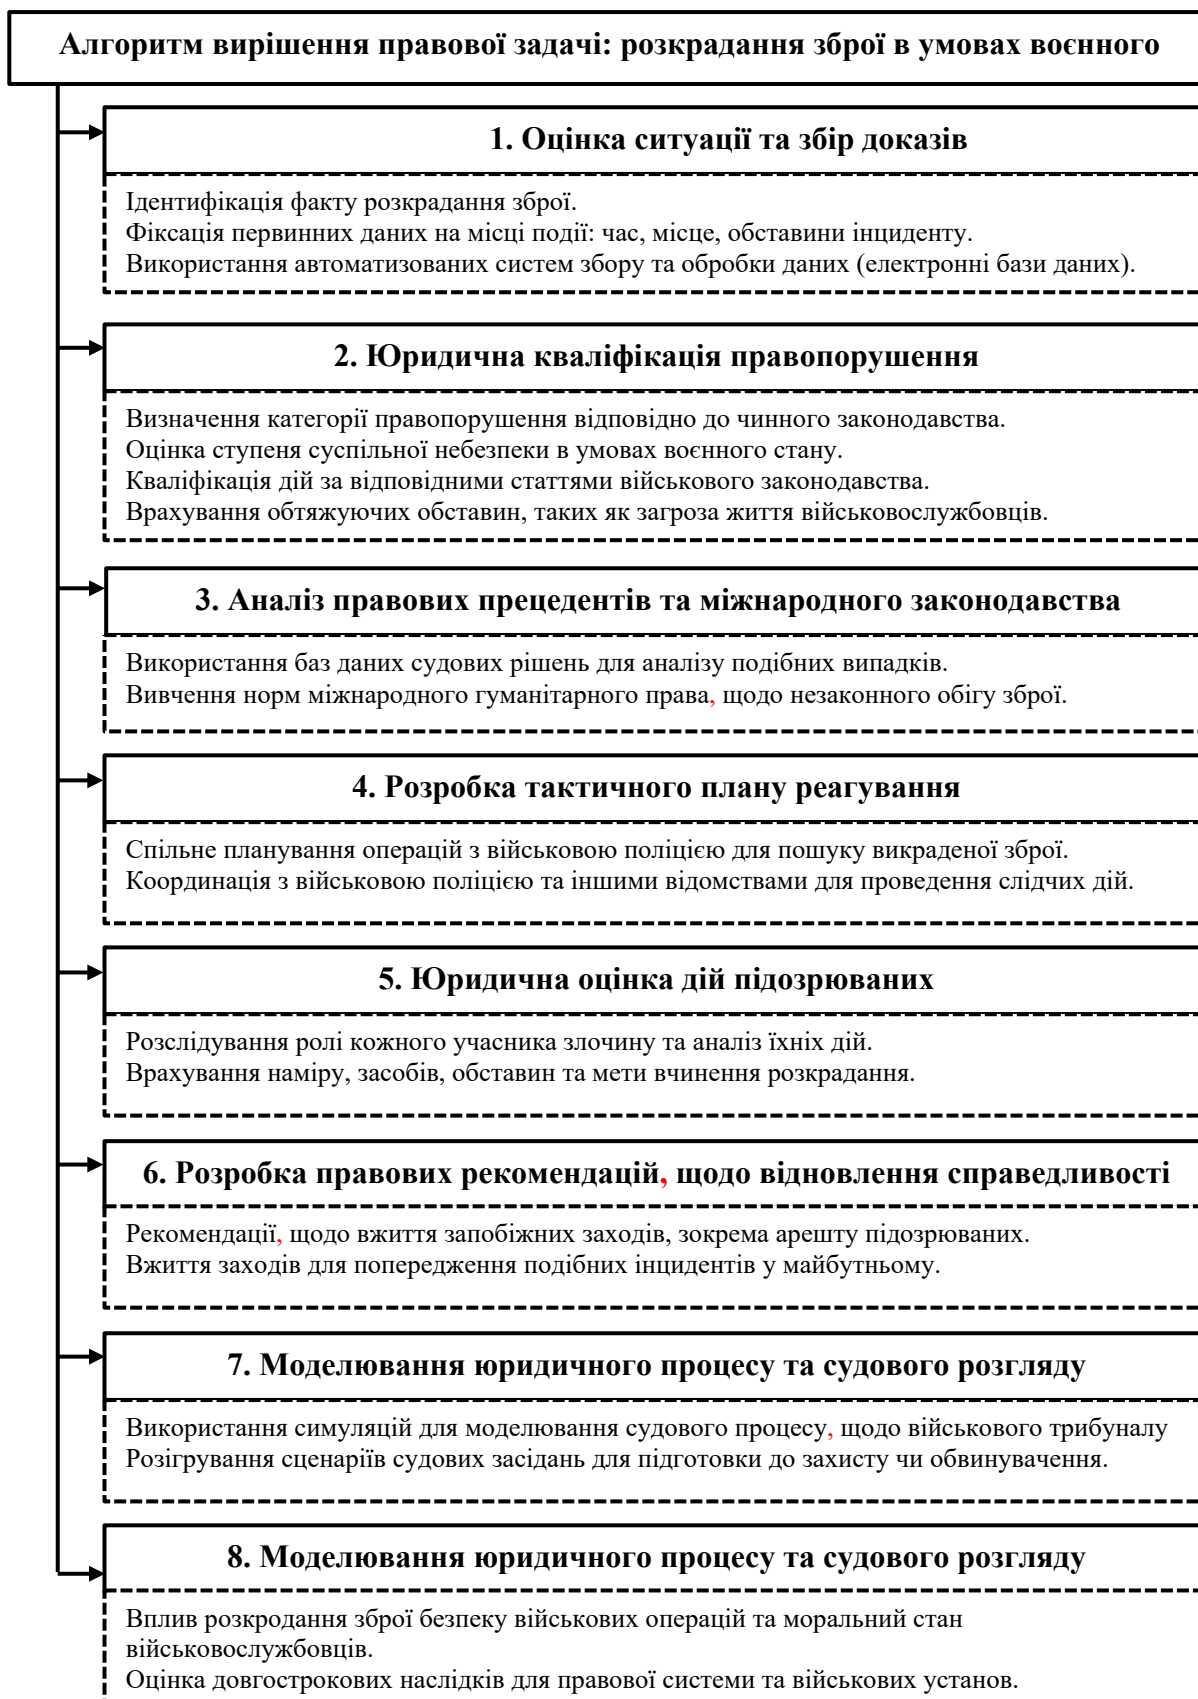 Алгоритм вирішення правової задачі: розкрадання зброї в умовах воєнного
1. Оцінка ситуації та збір доказів
Ідентифікація факту розкрадання зброї.
Фіксація первинних даних на місці події: час, місце, обставини інциденту.
Використання автоматизованих систем збору та обробки даних (електронні бази даних).
2. Юридична кваліфікація правопорушення
Визначення категорії правопорушення відповідно до чинного законодавства.
Оцінка ступеня суспільної небезпеки в умовах воєнного стану.
Кваліфікація дій за відповідними статтями військового законодавства.
Врахування обтяжуючих обставин, таких як загроза життя військовослужбовців.
3. Аналіз правових прецедентів та міжнародного законодавства
Використання баз даних судових рішень для аналізу подібних випадків.
Вивчення норм міжнародного гуманітарного права, щодо незаконного обігу зброї.
4. Розробка тактичного плану реагування
Спільне планування операцій з військовою поліцією для пошуку викраденої зброї.
Координація з військовою поліцією та іншими відомствами для проведення слідчих дій.
5. Юридична оцінка дій підозрюваних
Розслідування ролі кожного учасника злочину та аналіз їхніх дій.
Врахування наміру, засобів, обставин та мети вчинення розкрадання.
6. Розробка правових рекомендацій, щодо відновлення справедливості
Рекомендації, щодо вжиття запобіжних заходів, зокрема арешту підозрюваних.
Вжиття заходів для попередження подібних інцидентів у майбутньому.
7. Моделювання юридичного процесу та судового розгляду
Використання симуляцій для моделювання судового процесу, щодо військового трибуналу
Розігрування сценаріїв судових засідань для підготовки до захисту чи обвинувачення.
8. Моделювання юридичного процесу та судового розгляду
Вплив розкродання зброї безпеку військових операцій та моральний стан
військовослужбовців.
Оцінка довгострокових наслідків для правової системи та військових установ.